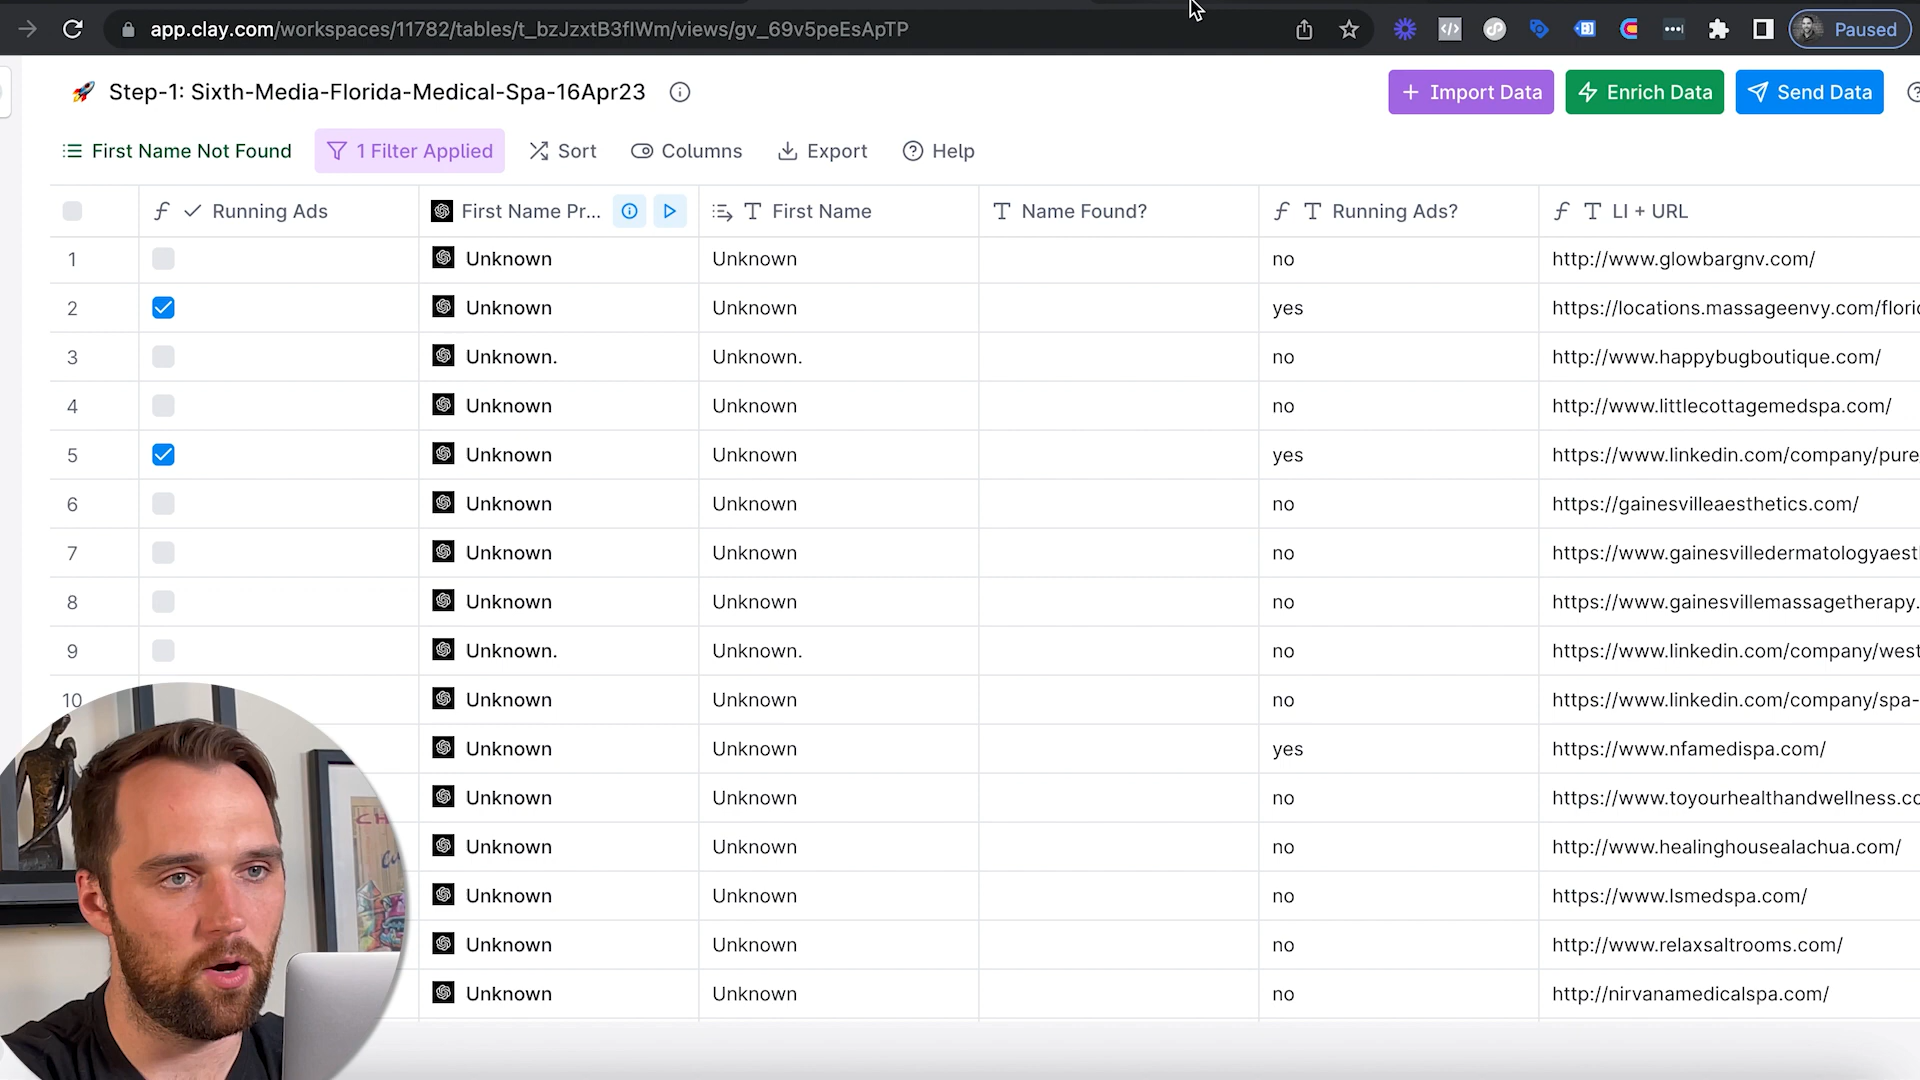 app.clay.com/workspaces/11782/tables/t_bzJzxtB3fIWm/views/gv_69v5peEsApTP
Paused
🚀 Step-1: Sixth-Media-Florida-Medical-Spa-16Apr23
+ Import Data
Enrich Data
Send Data
First Name Not Found
1 Filter Applied
Sort
Columns
Export
Help
Running Ads
First Name Pr...
First Name
Name Found?
Running Ads?
LI + URL
1 Unknown Unknown no http://www.glowbargnv.com/
2 Unknown Unknown yes https://locations.massageenvy.com/floric
3 Unknown. Unknown. no http://www.happybugboutique.com/
4 Unknown Unknown no http://www.littlecottagemedspa.com/
5 Unknown Unknown yes https://www.linkedin.com/company/pure
6 Unknown Unknown no https://gainesvilleaesthetics.com/
7 Unknown Unknown no https://www.gainesvilledermatologyaest
8 Unknown Unknown no https://www.gainesvillemassagetherapy.
9 Unknown. Unknown. no https://www.linkedin.com/company/west
10 Unknown Unknown no https://www.linkedin.com/company/spa-
Unknown Unknown yes https://www.nfamedispa.com/
Unknown Unknown no https://www.toyourhealthandwellness.co
Unknown Unknown no http://www.healinghousealachua.com/
Unknown Unknown no https://www.lsmedspa.com/
Unknown Unknown no http://www.relaxsaltrooms.com/
Unknown Unknown no http://nirvanamedicalspa.com/